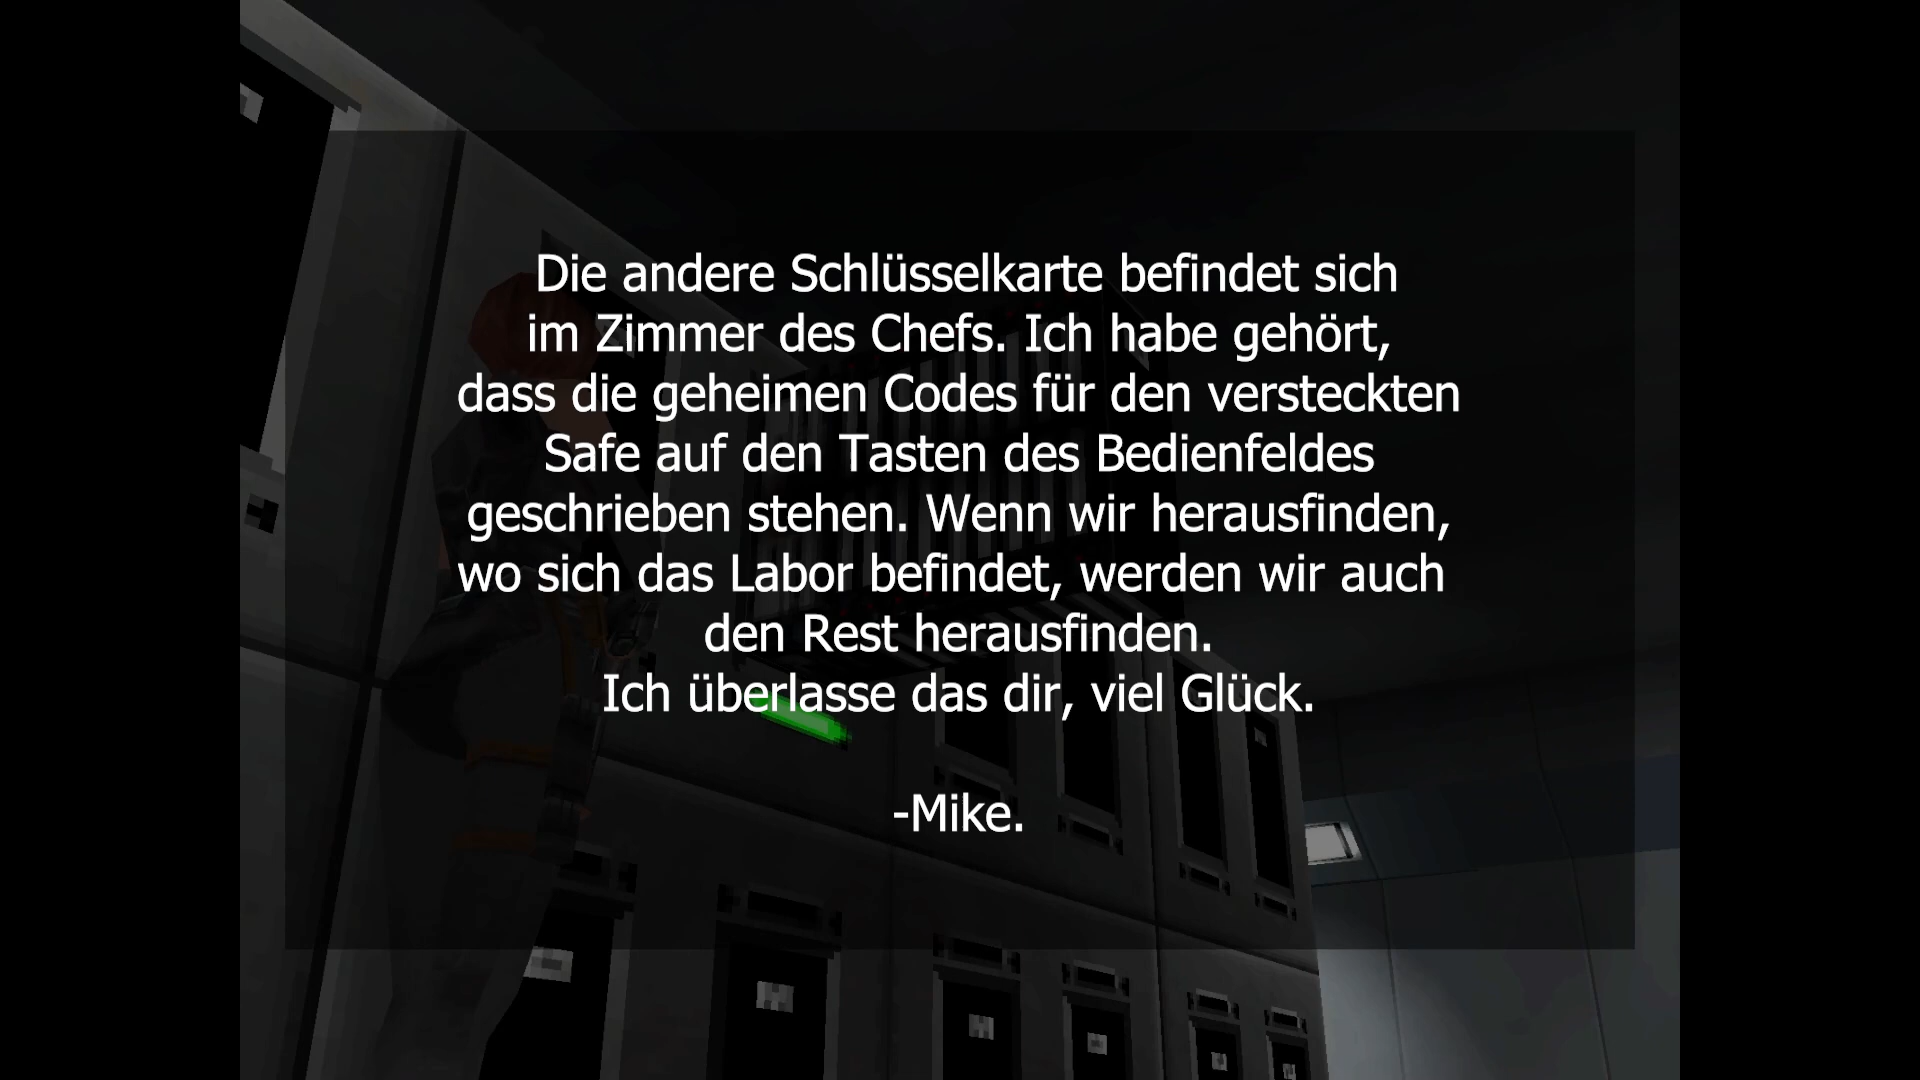 Die andere Schlüsselkarte befindet sich
im Zimmer des Chefs. Ich habe gehört,
dass die geheimen Codes für den versteckten
Safe auf den Tasten des Bedienfeldes
geschrieben stehen. Wenn wir herausfinden,
wo sich das Labor befindet, werden wir auch
den Rest herausfinden.
Ich überlasse das dir, viel Glück.
-Mike.